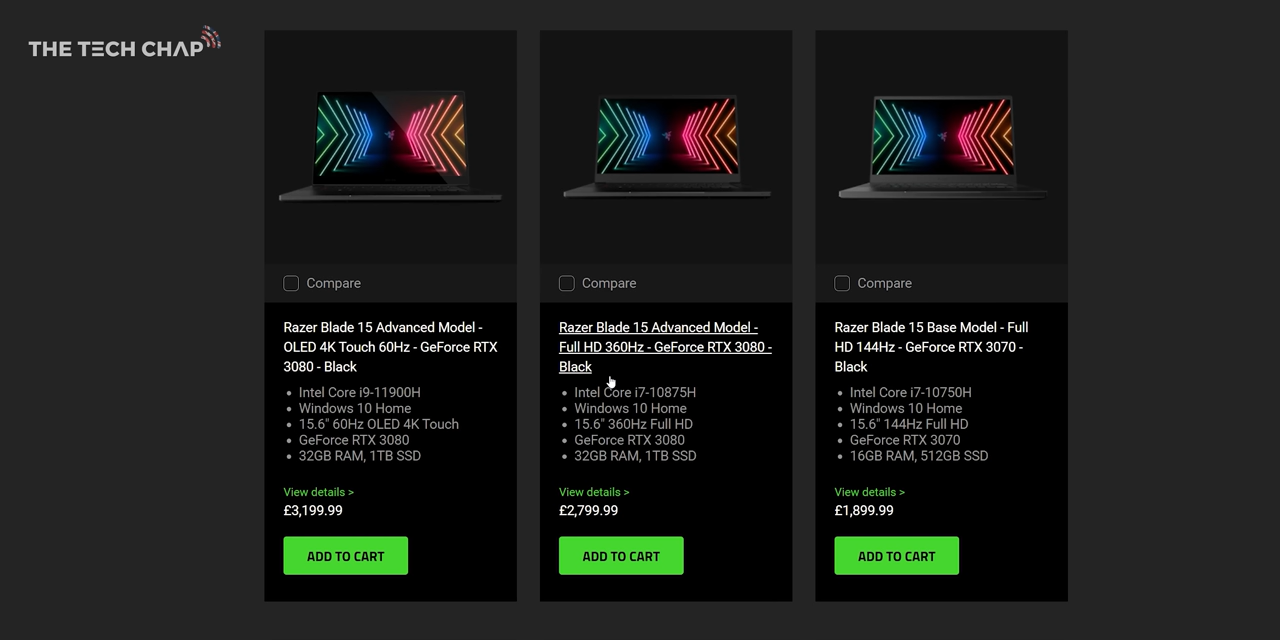 THE TECH CHAP
Compare
Razer Blade 15 Advanced Model -
OLED 4K Touch 60Hz - GeForce RTX
3080 - Black
Intel Core i9-11900H
Windows 10 Home
15.6" 60Hz OLED 4K Touch
GeForce RTX 3080
32GB RAM, 1TB SSD
View details >
£3,199.99
ADD TO CART
Compare
Razer Blade 15 Advanced Model -
Full HD 360Hz - GeForce RTX 3080 -
Black
Intel Core i7-10875H
Windows 10 Home
15.6" 360Hz Full HD
GeForce RTX 3080
32GB RAM, 1TB SSD
View details >
£2,799.99
ADD TO CART
Compare
Razer Blade 15 Base Model - Full
HD 144Hz - GeForce RTX 3070 -
Black
Intel Core i7-10750H
Windows 10 Home
15.6" 144Hz Full HD
GeForce RTX 3070
16GB RAM, 512GB SSD
View details >
£1,899.99
ADD TO CART